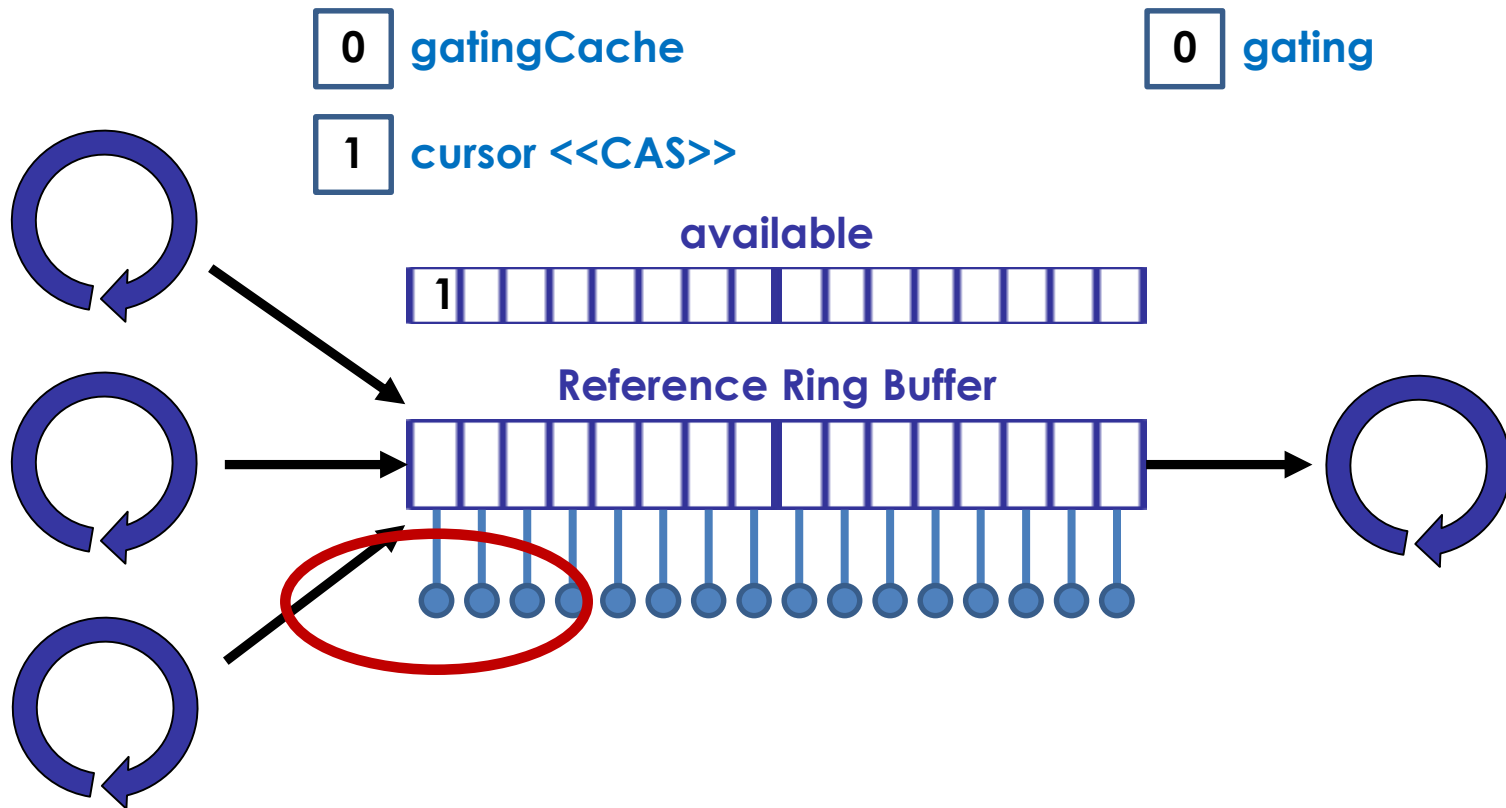 0 gatingCache
0 gating
1 cursor <<CAS>>
available
1
Reference Ring Buffer